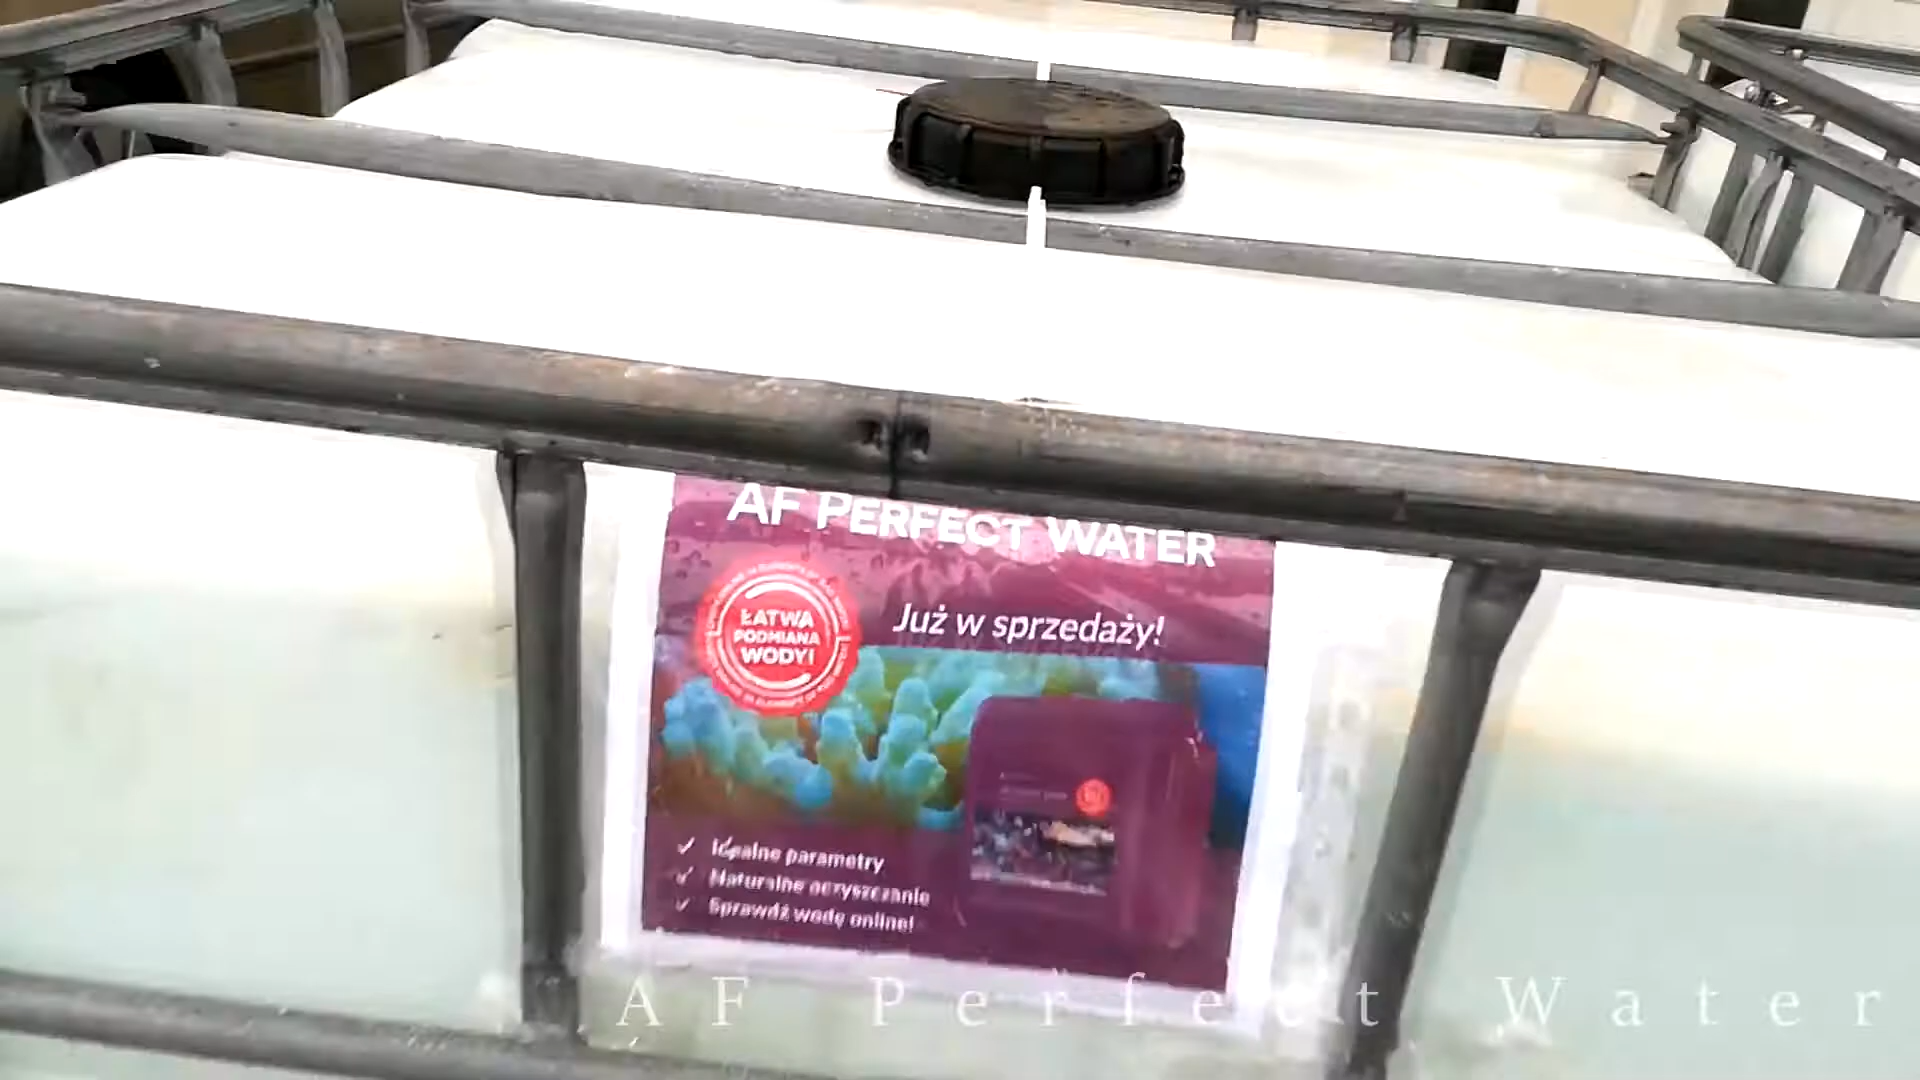 AF PERFECT WATER
ŁATWA
PODMIANA
WODY!
Już w sprzedaży!
✓ Idealne parametry
✓ Naturalne oczyszczanie
✓ Sprawdź wodę online!
AF Perfect Water